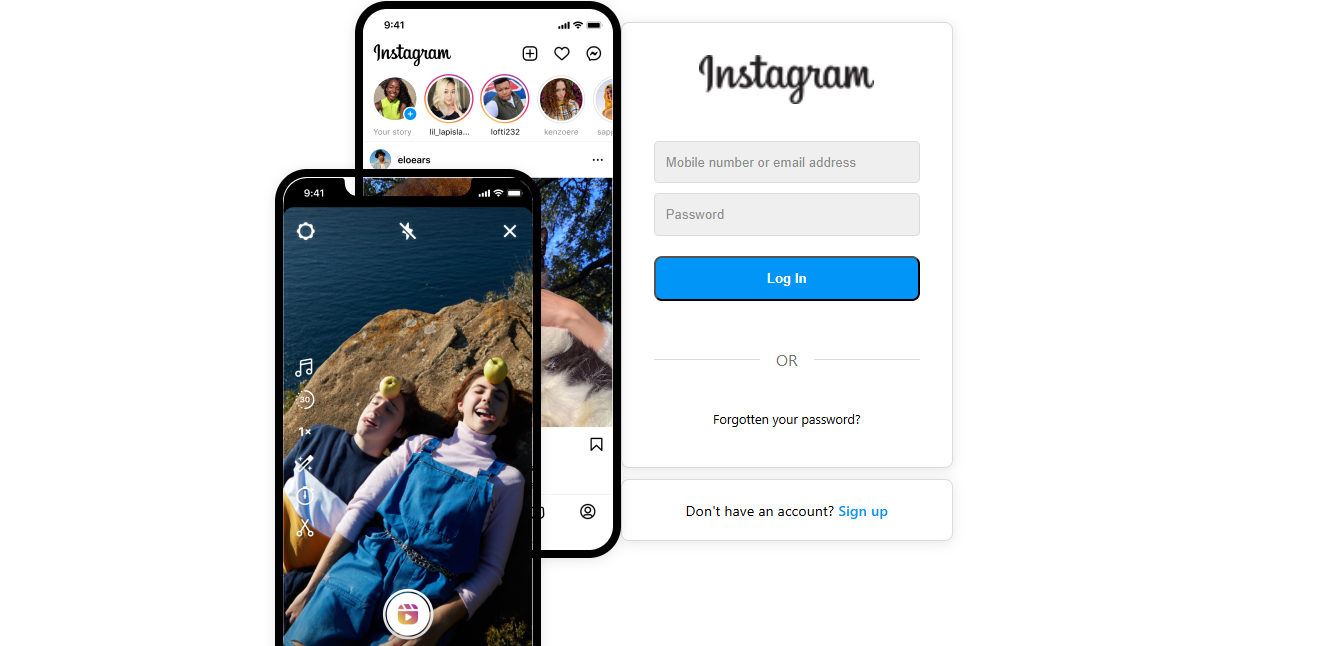 9:41
Instagram
Your story lil_lapisla... lofti232 kenzoere sapp
eloears
9:41
30
1×
Instagram
Mobile number or email address
Password
Log In
OR
Forgotten your password?
Don't have an account? Sign up